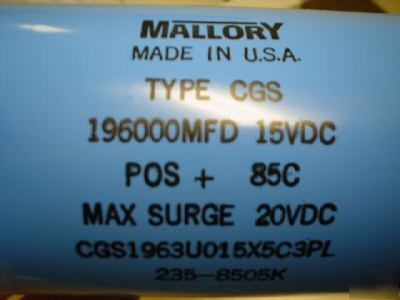 MALLORY
MADE IN U.S.A.
TYPE CGS
196000MFD 15VDC
POS + 85C
MAX SURGE 20VDC
CGS1963U015X5C3PL
235-8505K